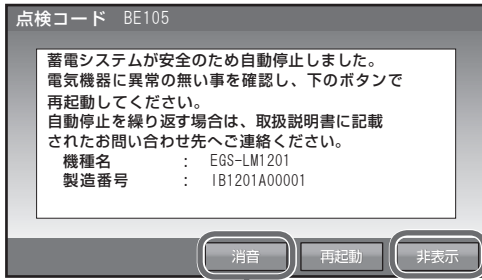 点検コード BE105
蓄電システムが安全のため自動停止しました。
電気機器に異常の無い事を確認し、下のボタンで
再起動してください。
自動停止を繰り返す場合は、取扱説明書に記載
されたお問い合わせ先へご連絡ください。
機種名 : EGS-LM1201
製造番号 : IB1201A00001
消音 再起動 非表示